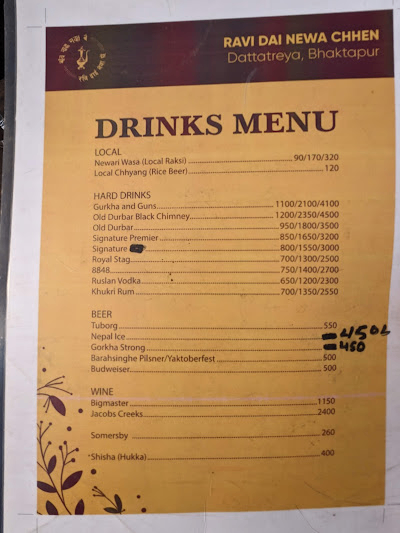 RAVI DAI NEWA CHHEN
Dattatreya, Bhaktapur
DRINKS MENU
LOCAL
Newari Wasa (Local Raksi) 90/170/320
Local Chhyang (Rice Beer) 120
HARD DRINKS
Gurkha and Guns 1100/2100/4100
Old Durbar Black Chimney 1200/2350/4500
Old Durbar 950/1800/3500
Signature Premier 850/1650/3200
Signature 800/1550/3000
Royal Stag 700/1300/2500
8848 750/1400/2700
Ruslan Vodka 650/1200/2300
Khukri Rum 700/1350/2550
BEER
Tuborg 550
Nepal Ice 450
Gorkha Strong 450
Barahsinghe Pilsner/Yaktoberfest 500
Budweiser 500
WINE
Bigmaster 1150
Jacobs Creeks 2400
Somersby 260
Shisha (Hukka) 400